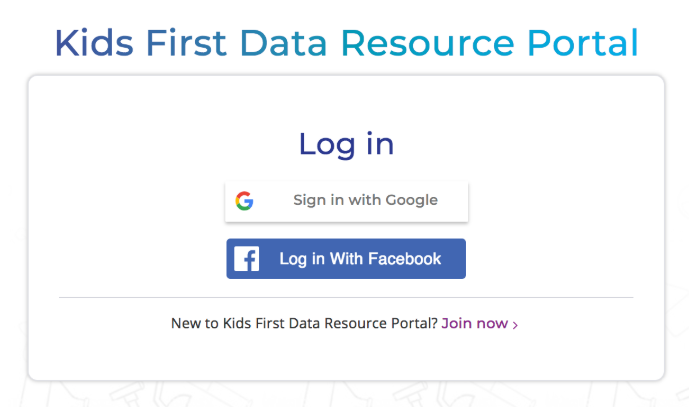 Kids First Data Resource Portal
Log in
Sign in with Google
Log in With Facebook
New to Kids First Data Resource Portal? Join now ›